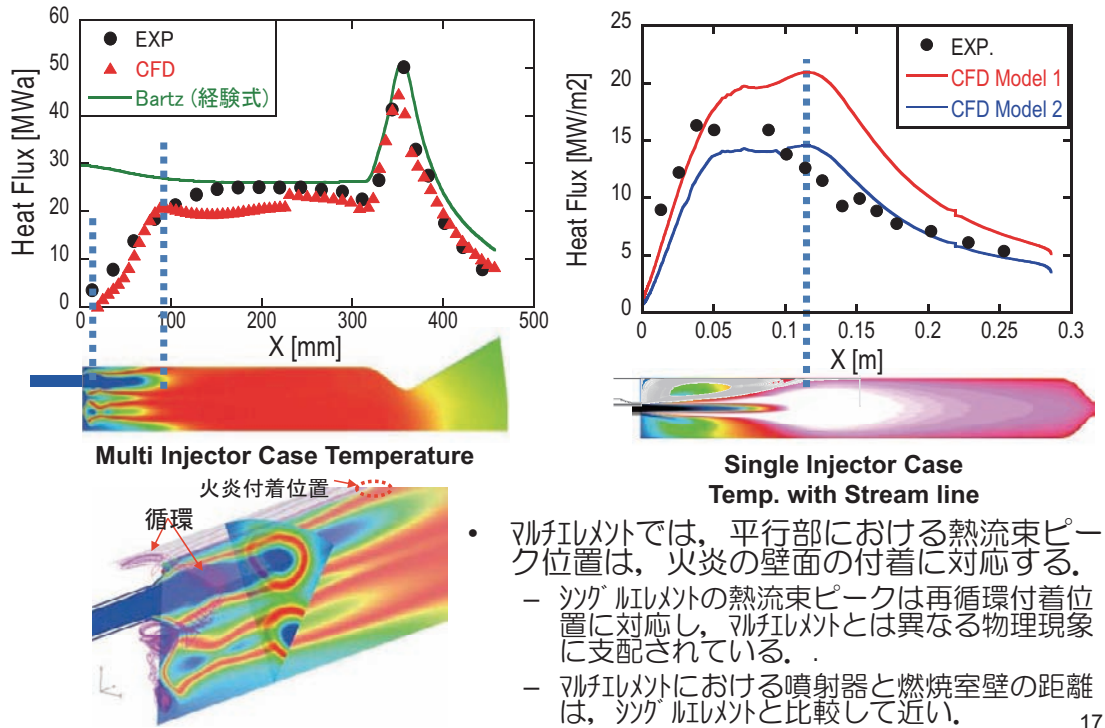 60
50
40
30
20
10
0
Heat Flux [MWa]
EXP
CFD
Bartz (経験式)
0
100
200
300
400
500
X [mm]
Multi Injector Case Temperature
火炎付着位置
循環
25
20
15
10
5
0
Heat Flux [MW/m2]
EXP.
CFD Model 1
CFD Model 2
0
0.05
0.1
0.15
0.2
0.25
0.3
X [m]
Single Injector Case
Temp. with Stream line
• ﾏﾙﾁｴﾚﾒﾝﾄでは，平行部における熱流束ピー
ク位置は，火炎の壁面の付着に対応する．
– ｼﾝｸﾞﾙｴﾚﾒﾝﾄの熱流束ピークは再循環付着位
置に対応し，ﾏﾙﾁｴﾚﾒﾝﾄとは異なる物理現象
に支配されている．.
– ﾏﾙﾁｴﾚﾒﾝﾄにおける噴射器と燃焼室壁の距離
は，ｼﾝｸﾞﾙｴﾚﾒﾝﾄと比較して近い．
17